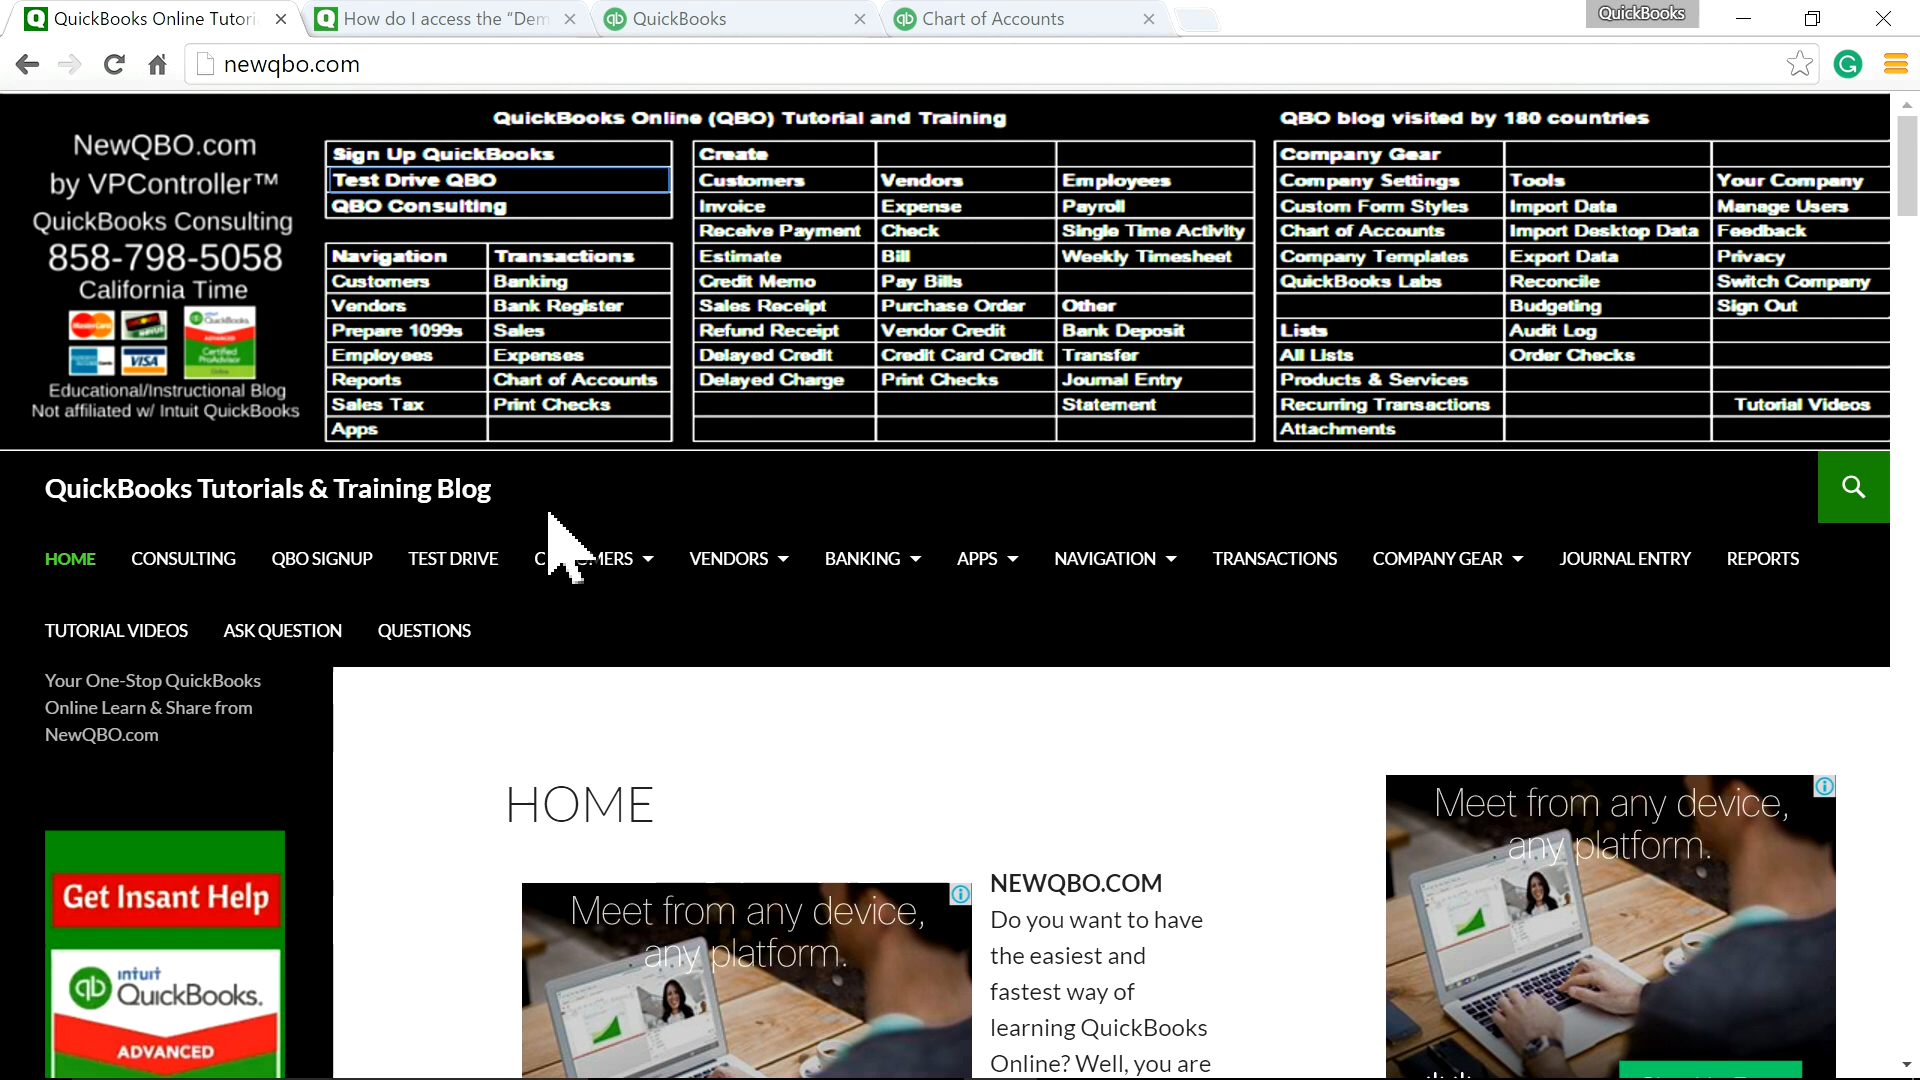 QuickBooks Online Tutori
How do I access the “Dem
QuickBooks
Chart of Accounts
QuickBooks
newqbo.com
NewQBO.com
by VPController™
QuickBooks Consulting
858-798-5058
California Time
MasterCard
VISA
QuickBooks.
ADVANCED
Certified
ProAdvisor
Online
Educational/Instructional Blog
Not affiliated w/ Intuit QuickBooks
QuickBooks Online (QBO) Tutorial and Training
QBO blog visited by 180 countries
Sign Up QuickBooks
Test Drive QBO
QBO Consulting
Navigation Transactions
Customers Banking
Vendors Bank Register
Prepare 1099s Sales
Employees Expenses
Reports Chart of Accounts
Sales Tax Print Checks
Apps
Create
Customers Vendors Employees
Invoice Expense Payroll
Receive Payment Check Single Time Activity
Estimate Bill Weekly Timesheet
Credit Memo Pay Bills
Sales Receipt Purchase Order Other
Refund Receipt Vendor Credit Bank Deposit
Delayed Credit Credit Card Credit Transfer
Delayed Charge Print Checks Journal Entry
Statement
Company Gear
Company Settings Tools Your Company
Custom Form Styles Import Data Manage Users
Chart of Accounts Import Desktop Data Feedback
Company Templates Export Data Privacy
QuickBooks Labs Reconcile Switch Company
Budgeting Sign Out
Lists Audit Log
All Lists Order Checks
Products & Services
Recurring Transactions Tutorial Videos
Attachments
QuickBooks Tutorials & Training Blog
HOME CONSULTING QBO SIGNUP TEST DRIVE VENDORS BANKING APPS NAVIGATION TRANSACTIONS COMPANY GEAR JOURNAL ENTRY REPORTS
TUTORIAL VIDEOS ASK QUESTION QUESTIONS
Your One-Stop QuickBooks
Online Learn & Share from
NewQBO.com
Get Insant Help
intuit
QuickBooks.
ADVANCED
HOME
Meet from any device,
any platform.
NEWQBO.COM
Do you want to have
the easiest and
fastest way of
learning QuickBooks
Online? Well, you are
Meet from any device,
any platform.